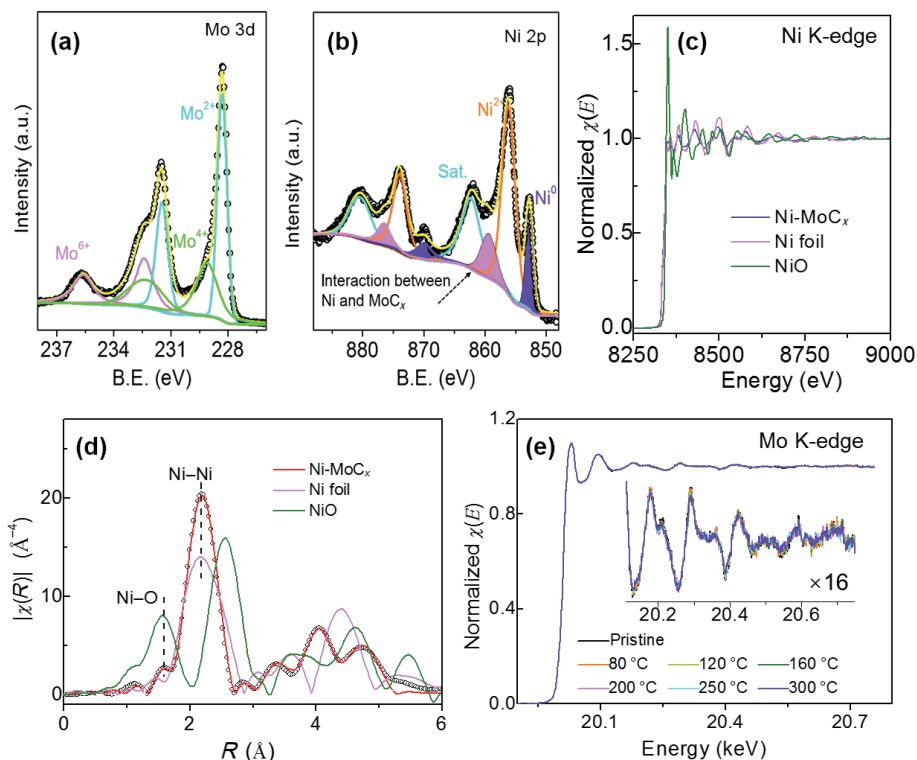 (a)
Mo 3d
Mo²⁺
Mo⁶⁺
Mo⁴⁺
Intensity (a.u.)
237
234
231
228
B.E. (eV)
(b)
Ni 2p
Ni²⁺
Sat.
Ni⁰
Interaction between
Ni and MoCₓ
Intensity (a.u.)
880
870
860
850
B.E. (eV)
(c)
Ni K-edge
Normalized χ(E)
1.5
1.0
0.5
0.0
Ni-MoCₓ
Ni foil
NiO
8250
8500
8750
9000
Energy (eV)
(d)
Ni–Ni
Ni–O
Ni-MoCₓ
Ni foil
NiO
|χ(R)| (Å⁻⁴)
20
10
0
0
2
4
6
R (Å)
(e)
Mo K-edge
Normalized χ(E)
1.2
0.8
0.4
0.0
×16
20.2
20.4
20.6
Pristine
80 °C
120 °C
160 °C
200 °C
250 °C
300 °C
20.1
20.4
20.7
Energy (keV)